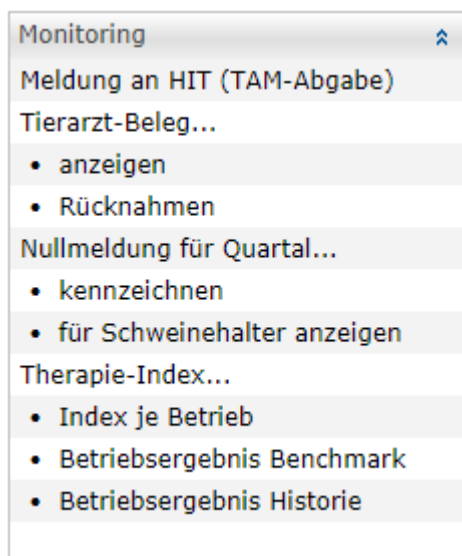 Monitoring
Meldung an HIT (TAM-Abgabe)
Tierarzt-Beleg...
• anzeigen
• Rücknahmen
Nullmeldung für Quartal...
• kennzeichnen
• für Schweinehalter anzeigen
Therapie-Index...
• Index je Betrieb
• Betriebsergebnis Benchmark
• Betriebsergebnis Historie